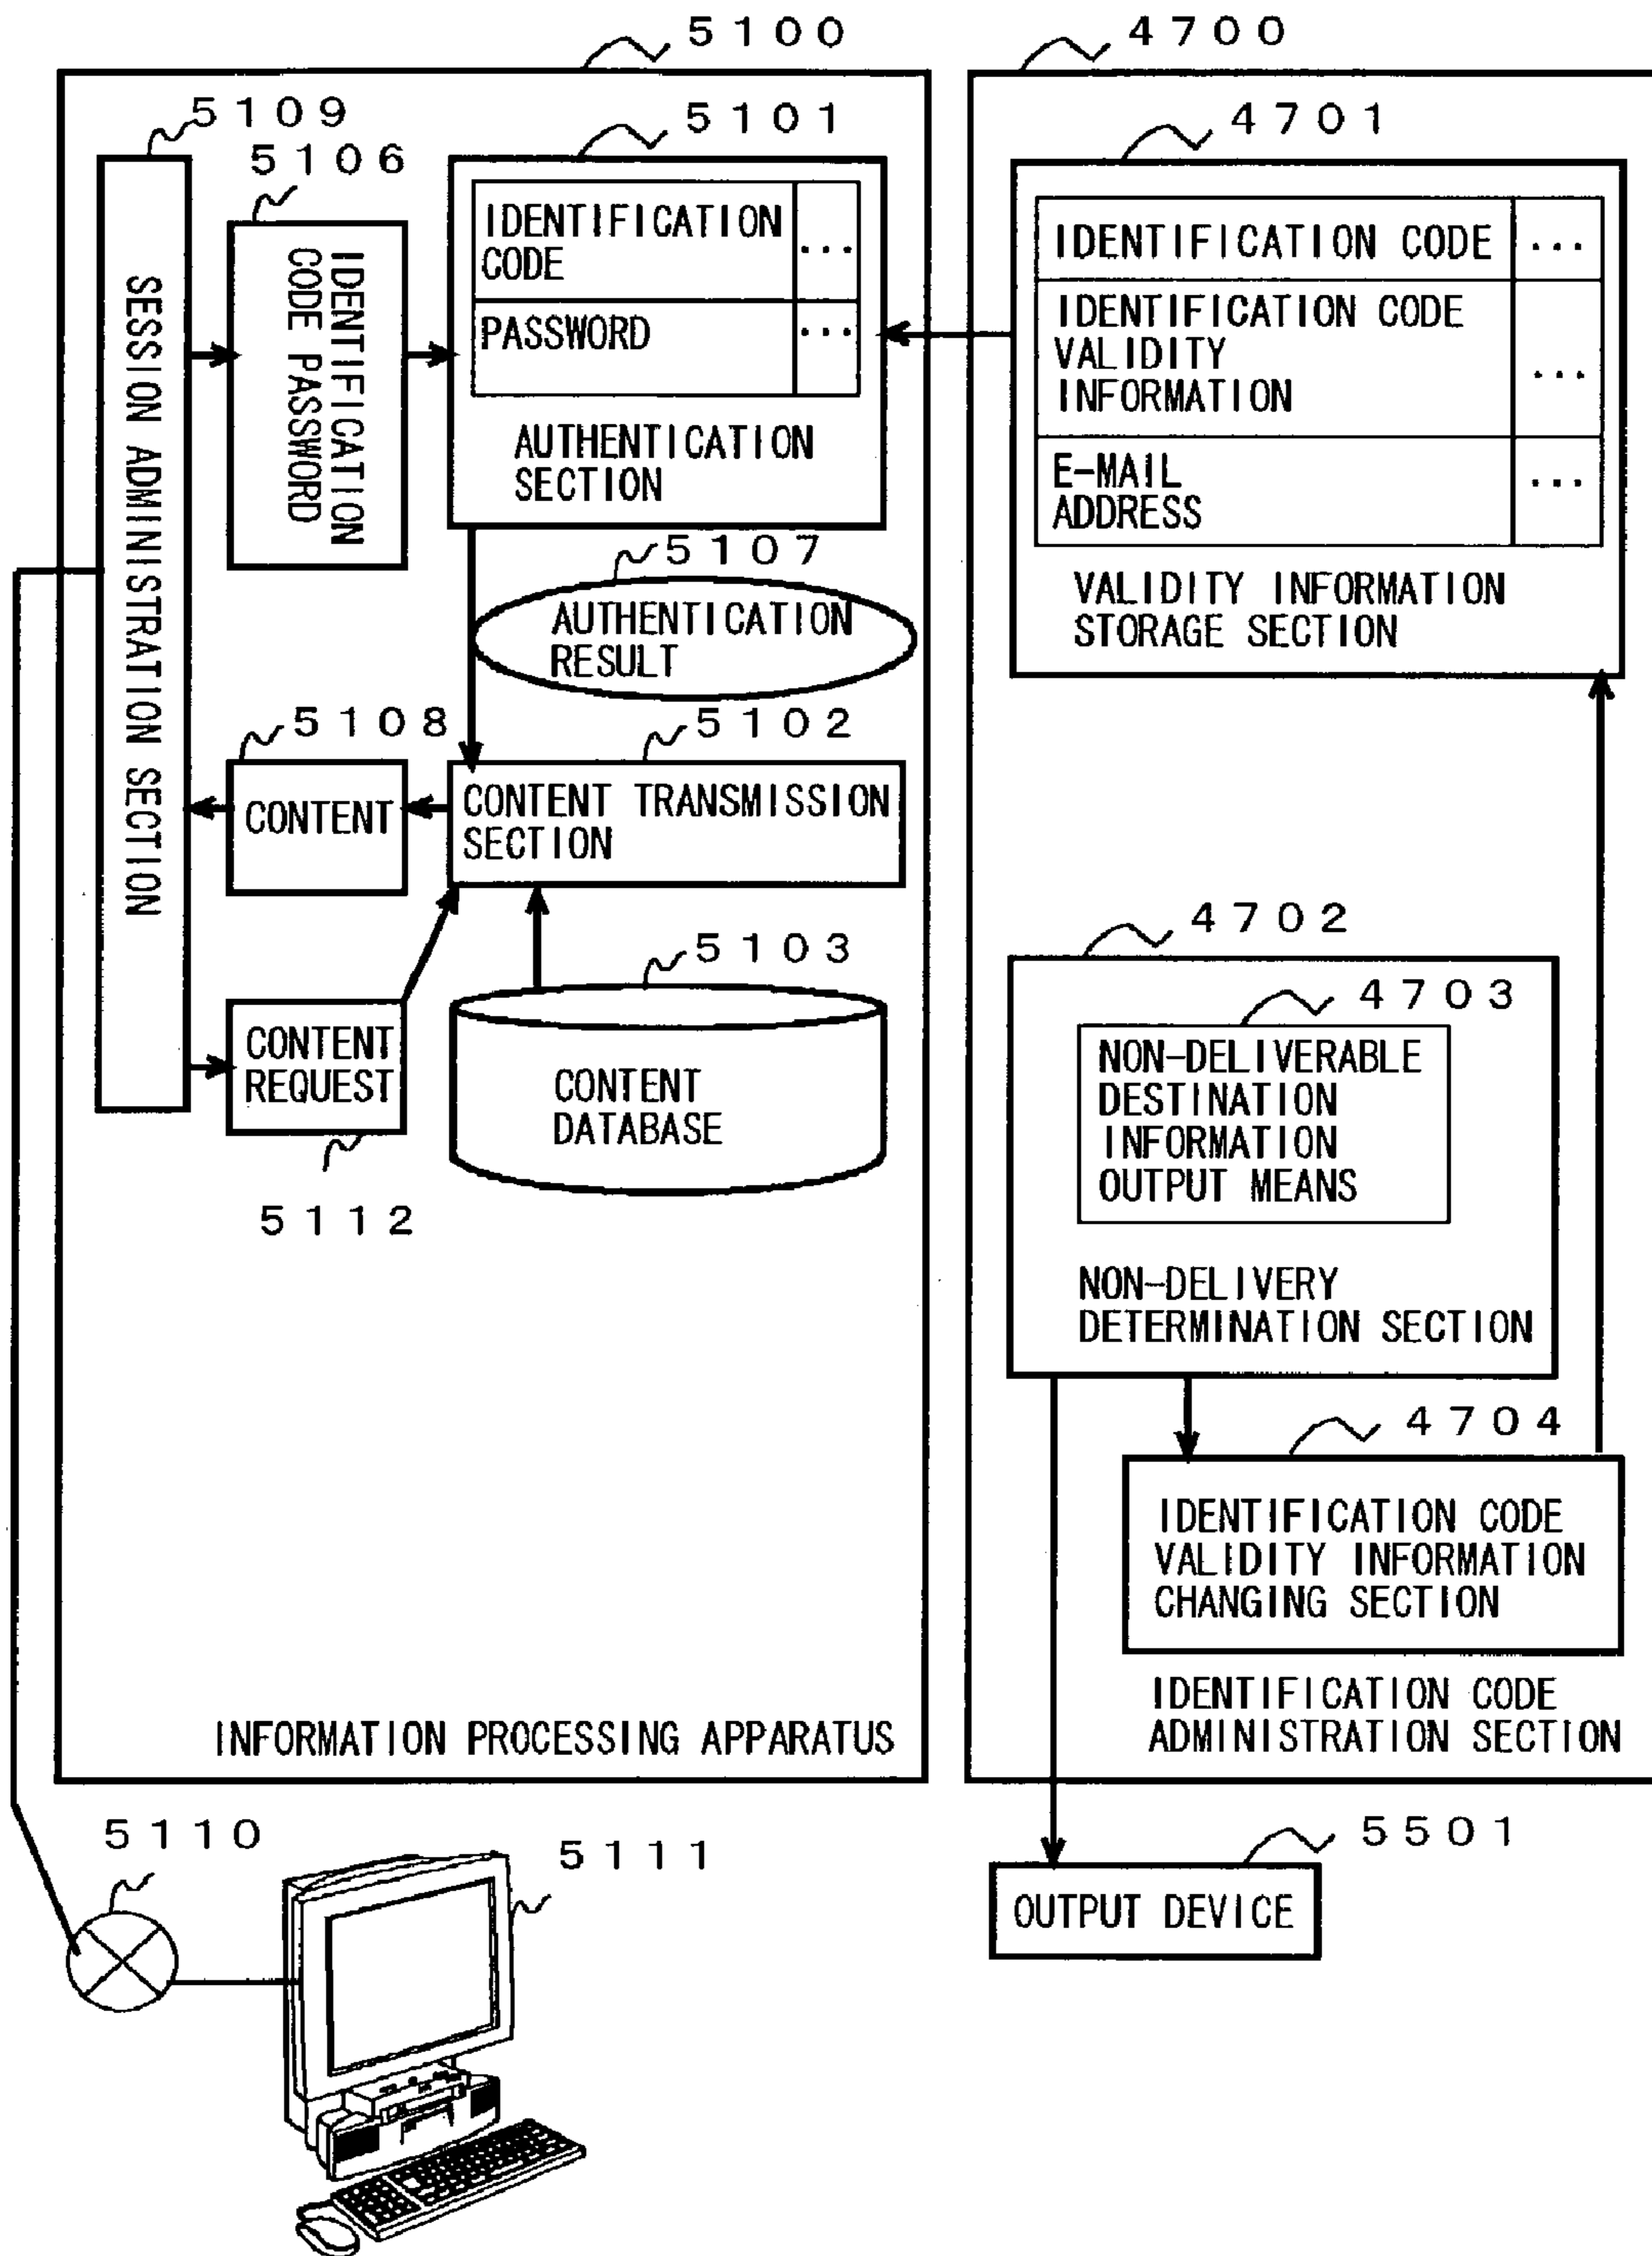 5100
4700
5109
5106
5101
4701
SESSION ADMINISTRATION SECTION
IDENTIFICATION
CODE PASSWORD
IDENTIFICATION
CODE
...
PASSWORD
...
AUTHENTICATION
SECTION
IDENTIFICATION CODE
...
IDENTIFICATION CODE
VALIDITY
INFORMATION
...
E-MAIL
ADDRESS
...
VALIDITY INFORMATION
STORAGE SECTION
5107
AUTHENTICATION
RESULT
5108
5102
CONTENT
CONTENT TRANSMISSION
SECTION
5103
CONTENT
REQUEST
CONTENT
DATABASE
5112
4702
4703
NON-DELIVERABLE
DESTINATION
INFORMATION
OUTPUT MEANS
NON-DELIVERY
DETERMINATION SECTION
4704
IDENTIFICATION CODE
VALIDITY INFORMATION
CHANGING SECTION
INFORMATION PROCESSING APPARATUS
IDENTIFICATION CODE
ADMINISTRATION SECTION
5110
5111
5501
OUTPUT DEVICE